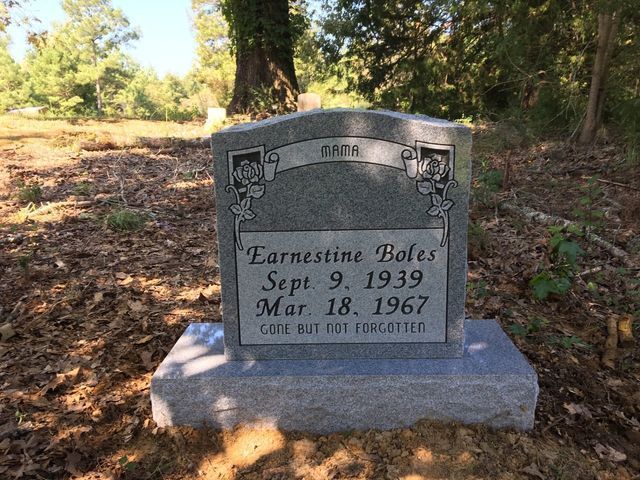 MAMA
Earnestine Boles
Sept. 9, 1939
Mar. 18, 1967
GONE BUT NOT FORGOTTEN